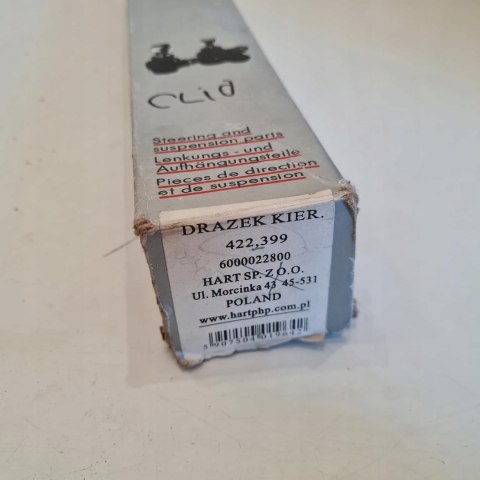 CLiO
Steering and
suspension parts
Lenkungs - und
Aufhängungsteile
Pieces de direction
et de suspension
DRAZEK KIER.
422,399
6000022800
HART SP. Z O.O.
Ul. Morcinka 43 45-531
POLAND
www.hartphp.com.pl